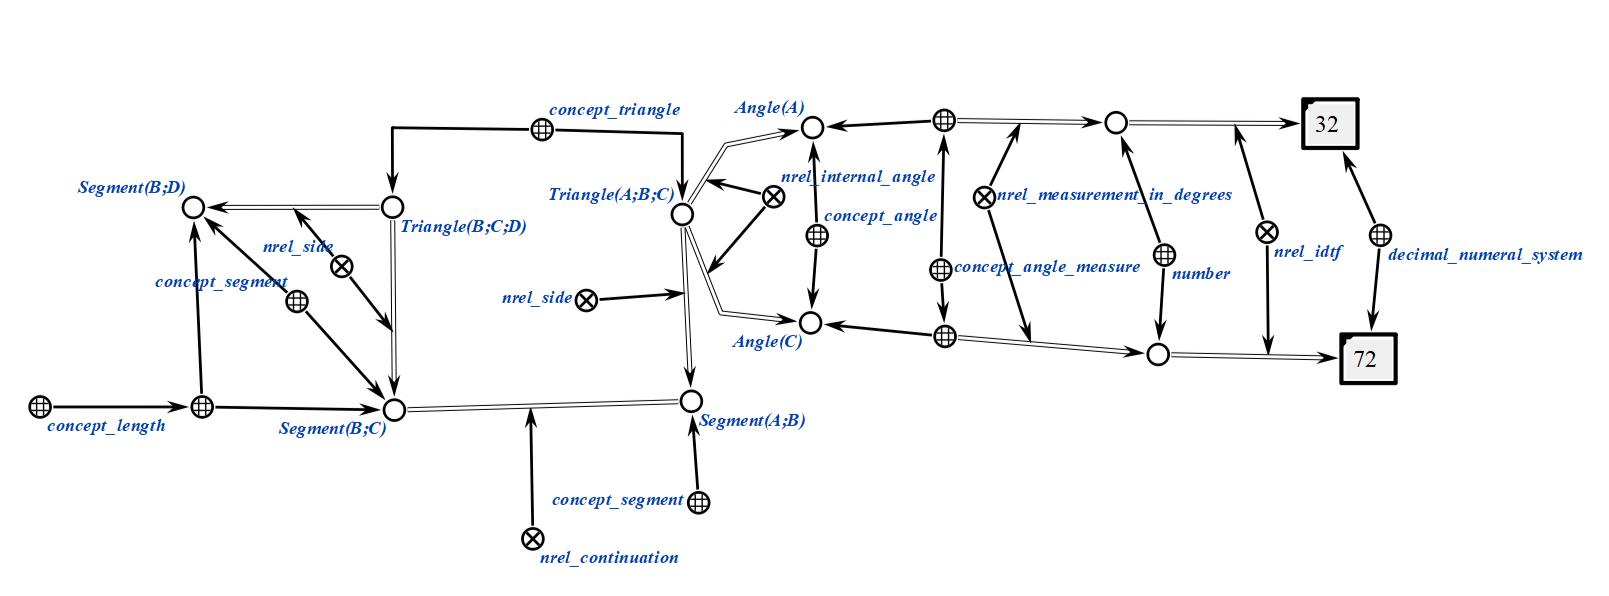 concept_triangle
Angle(A)
32
Segment(B;D)
Triangle(A;B;C)
nrel_internal_angle
nrel_measurement_in_degrees
Triangle(B;C;D)
concept_angle
nrel_side
nrel_idtf
decimal_numeral_system
concept_segment
concept_angle_measure
number
nrel_side
Angle(C)
72
concept_length
Segment(B;C)
Segment(A;B)
concept_segment
nrel_continuation